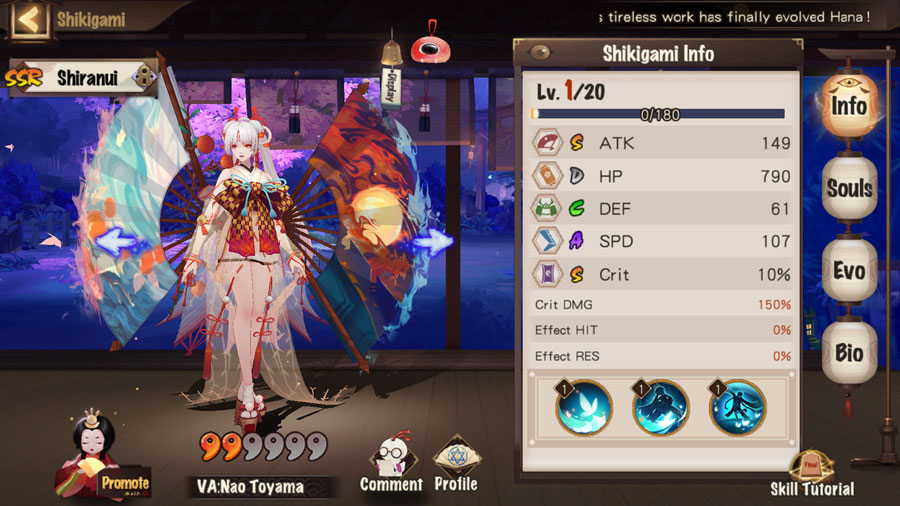 Shikigami
s tireless work has finally evolved Hana!
SSR Shiranui
Display
Shikigami Info
Lv. 1/20
0/180
S ATK 149
D HP 790
C DEF 61
A SPD 107
S Crit 10%
Crit DMG 150%
Effect HIT 0%
Effect RES 0%
1 1 1
Info
Souls
Evo
Bio
Promote
VA:Nao Toyama
Comment
Profile
Skill Tutorial